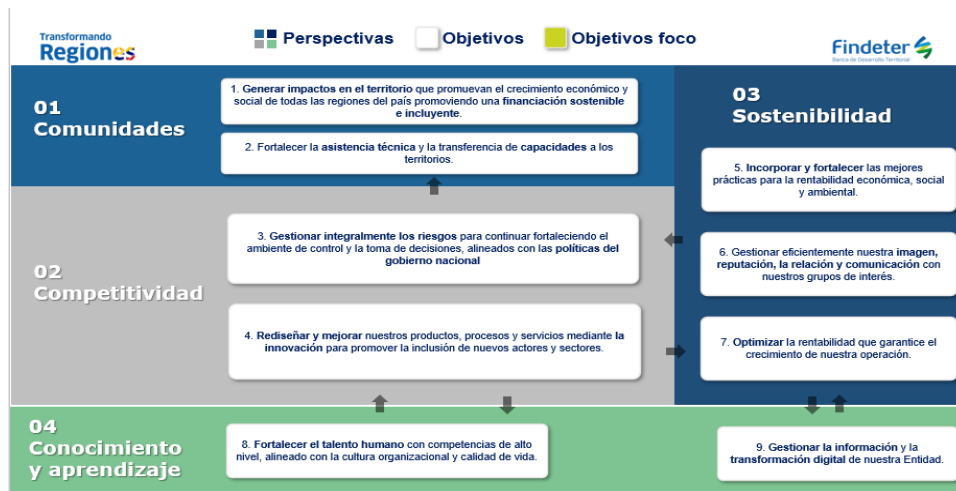 Transformando
Regiones
Perspectivas
Objetivos
Objetivos foco
Findeter
Banca de Desarrollo Territorial
01
Comunidades
1. Generar impactos en el territorio que promuevan el crecimiento económico y
social de todas las regiones del país promoviendo una financiación sostenible
e incluyente.
2. Fortalecer la asistencia técnica y la transferencia de capacidades a los
territorios.
02
Competitividad
3. Gestionar integralmente los riesgos para continuar fortaleciendo el
ambiente de control y la toma de decisiones, alineados con las políticas del
gobierno nacional
4. Rediseñar y mejorar nuestros productos, procesos y servicios mediante la
innovación para promover la inclusión de nuevos actores y sectores.
03
Sostenibilidad
5. Incorporar y fortalecer las mejores
prácticas para la rentabilidad económica, social
y ambiental.
6. Gestionar eficientemente nuestra imagen,
reputación, la relación y comunicación con
nuestros grupos de interés.
7. Optimizar la rentabilidad que garantice el
crecimiento de nuestra operación.
04
Conocimiento
y aprendizaje
8. Fortalecer el talento humano con competencias de alto
nivel, alineado con la cultura organizacional y calidad de vida.
9. Gestionar la información y la
transformación digital de nuestra Entidad.